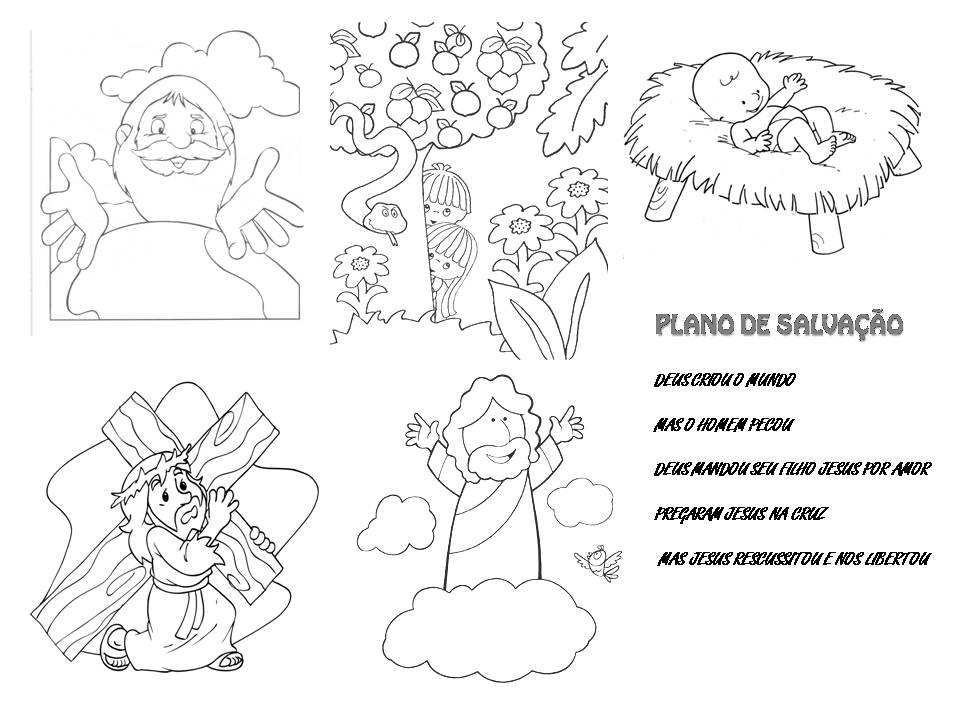 PLANO DE SALVAÇÃO
DEUS CRIOU O MUNDO
MAS O HOMEM PECOU
DEUS MANDOU SEU FILHO JESUS POR AMOR
PREGARAM JESUS NA CRUZ
MAS JESUS RESCUSSITOU E NOS LIBERTOU